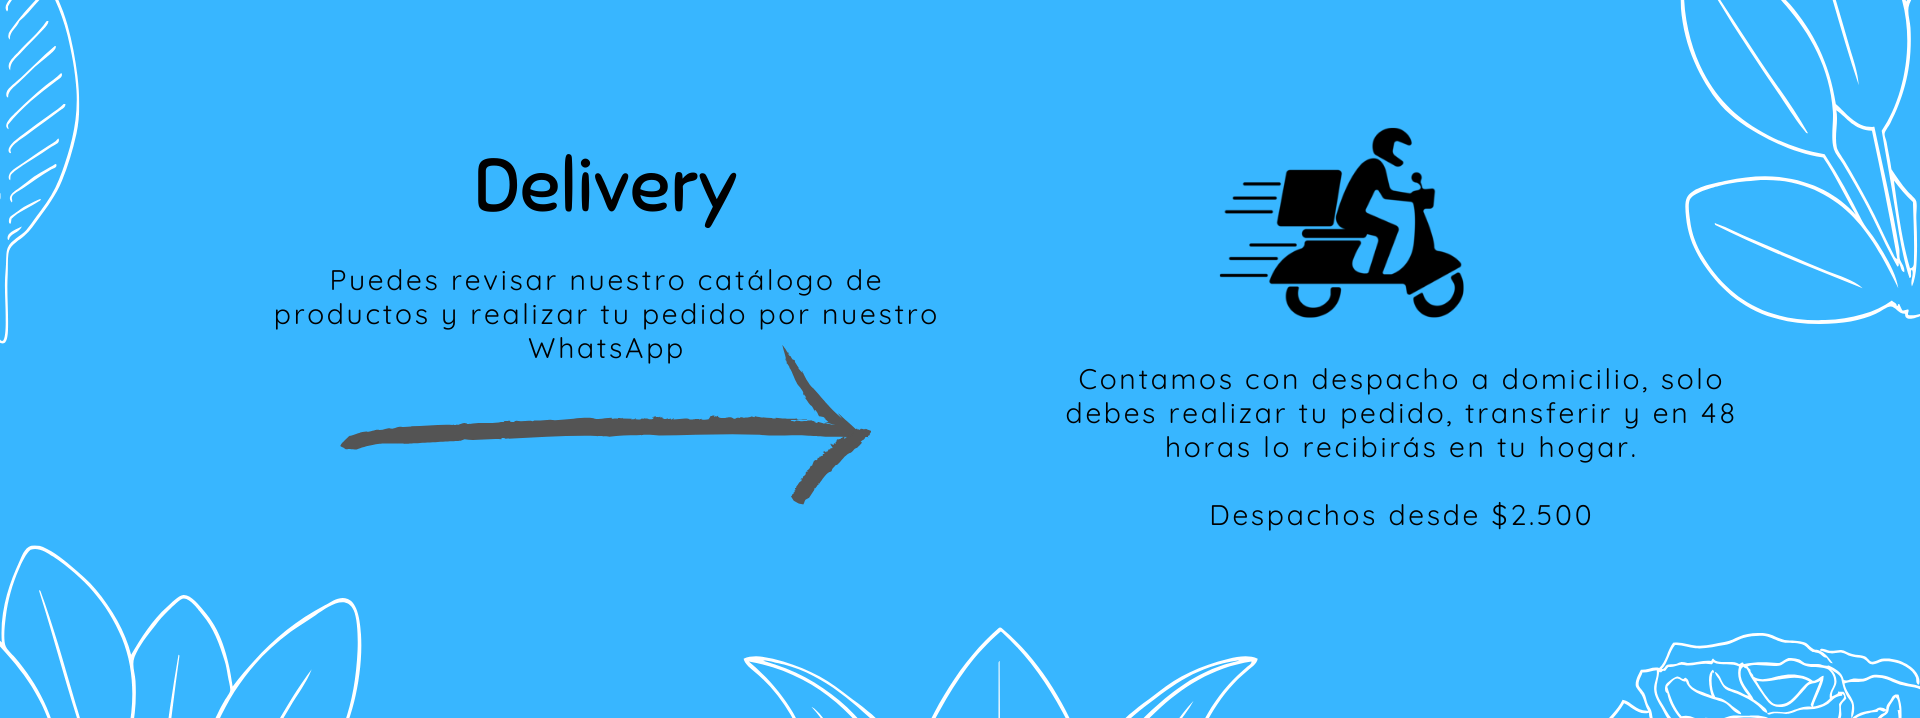 Delivery
Puedes revisar nuestro catálogo de
productos y realizar tu pedido por nuestro
WhatsApp
Contamos con despacho a domicilio, solo
debes realizar tu pedido, transferir y en 48
horas lo recibirás en tu hogar.
Despachos desde $2.500